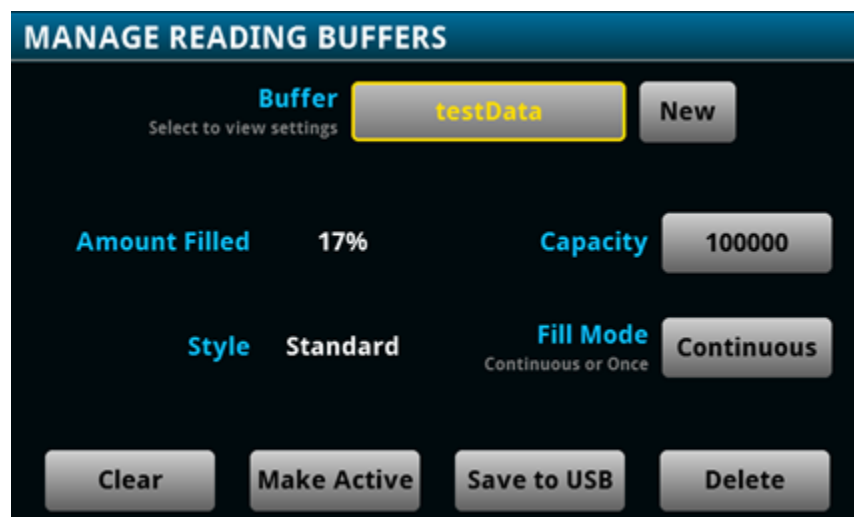 MANAGE READING BUFFERS
Buffer
Select to view settings
testData
New
Amount Filled
17%
Capacity
100000
Style
Standard
Fill Mode
Continuous or Once
Continuous
Clear
Make Active
Save to USB
Delete